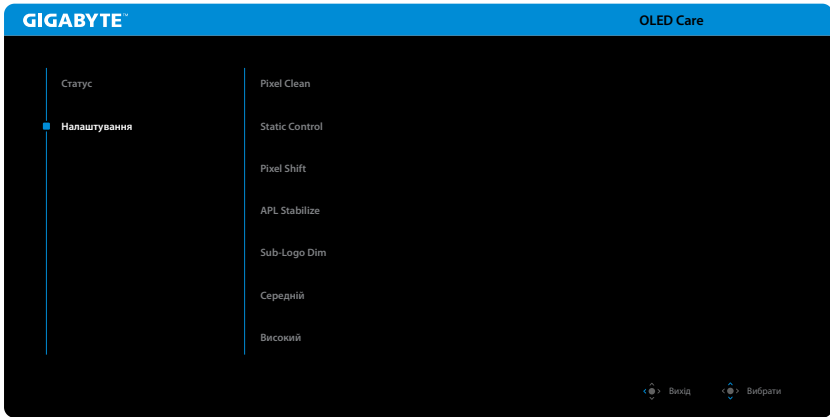 GIGABYTE™
OLED Care
Статус
Налаштування
Pixel Clean
Static Control
Pixel Shift
APL Stabilize
Sub-Logo Dim
Середній
Високий
Вихід
Вибрати